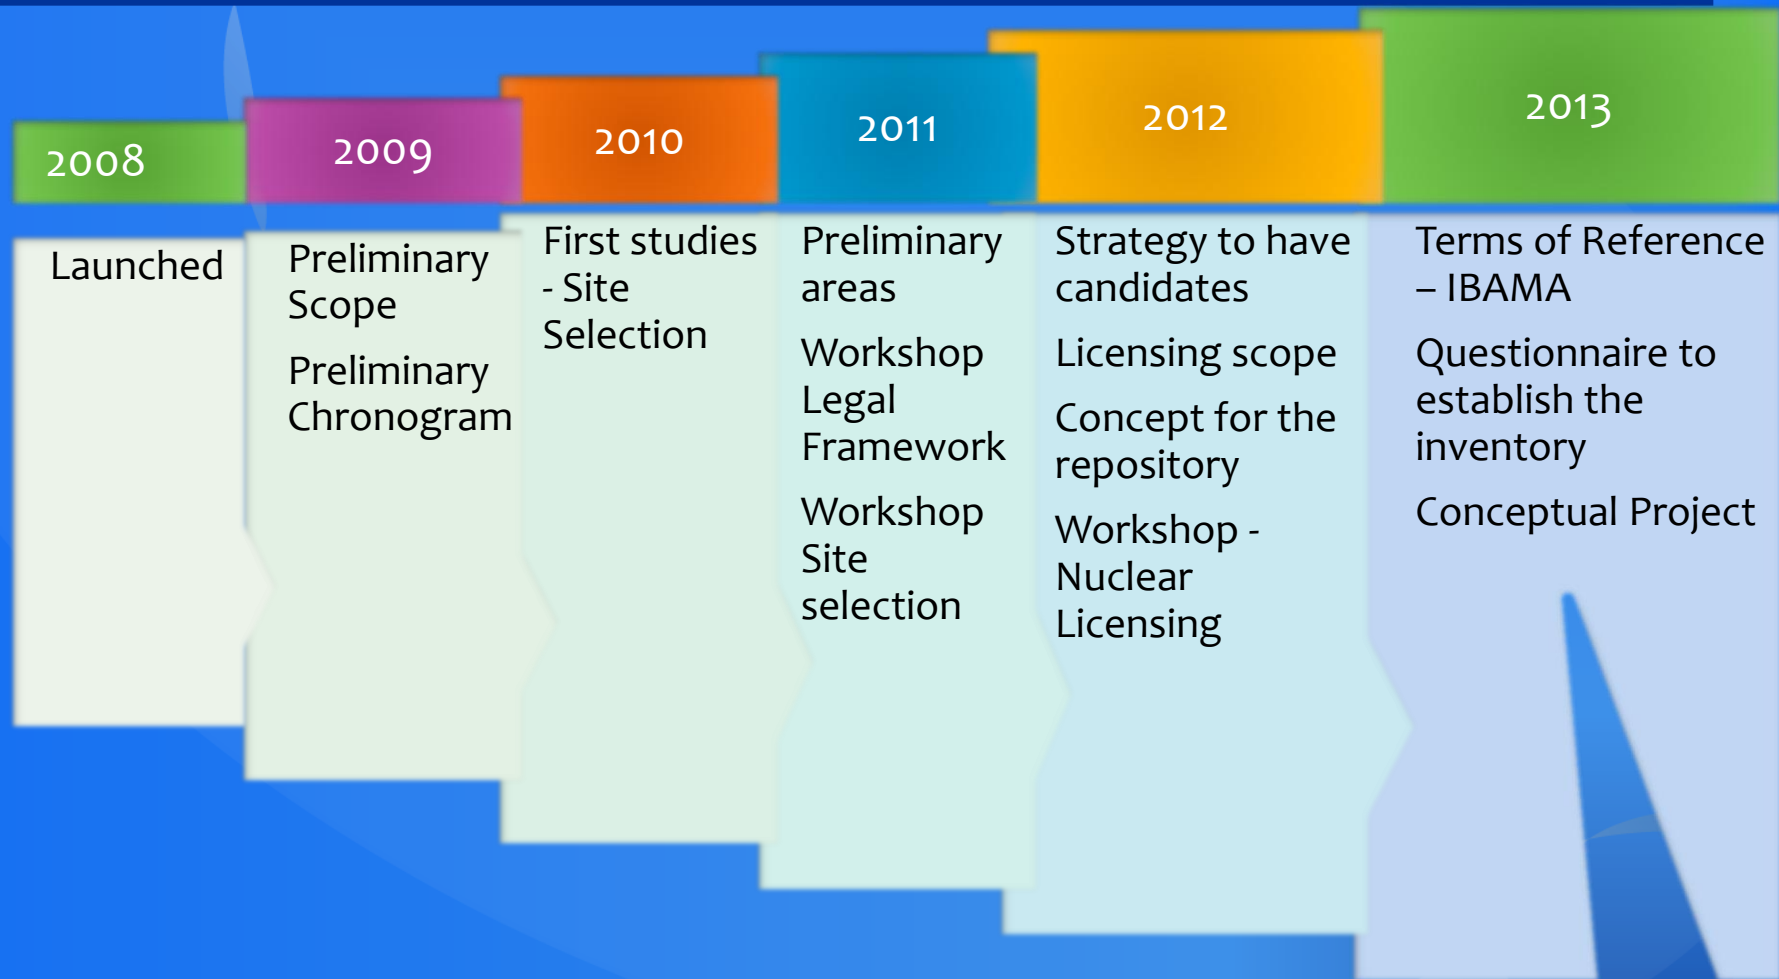 2008
Launched
2009
Preliminary
Scope
Preliminary
Chronogram
2010
First studies
- Site
Selection
2011
Preliminary
areas
Workshop
Legal
Framework
Workshop
Site
selection
2012
Strategy to have
candidates
Licensing scope
Concept for the
repository
Workshop -
Nuclear
Licensing
2013
Terms of Reference
– IBAMA
Questionnaire to
establish the
inventory
Conceptual Project